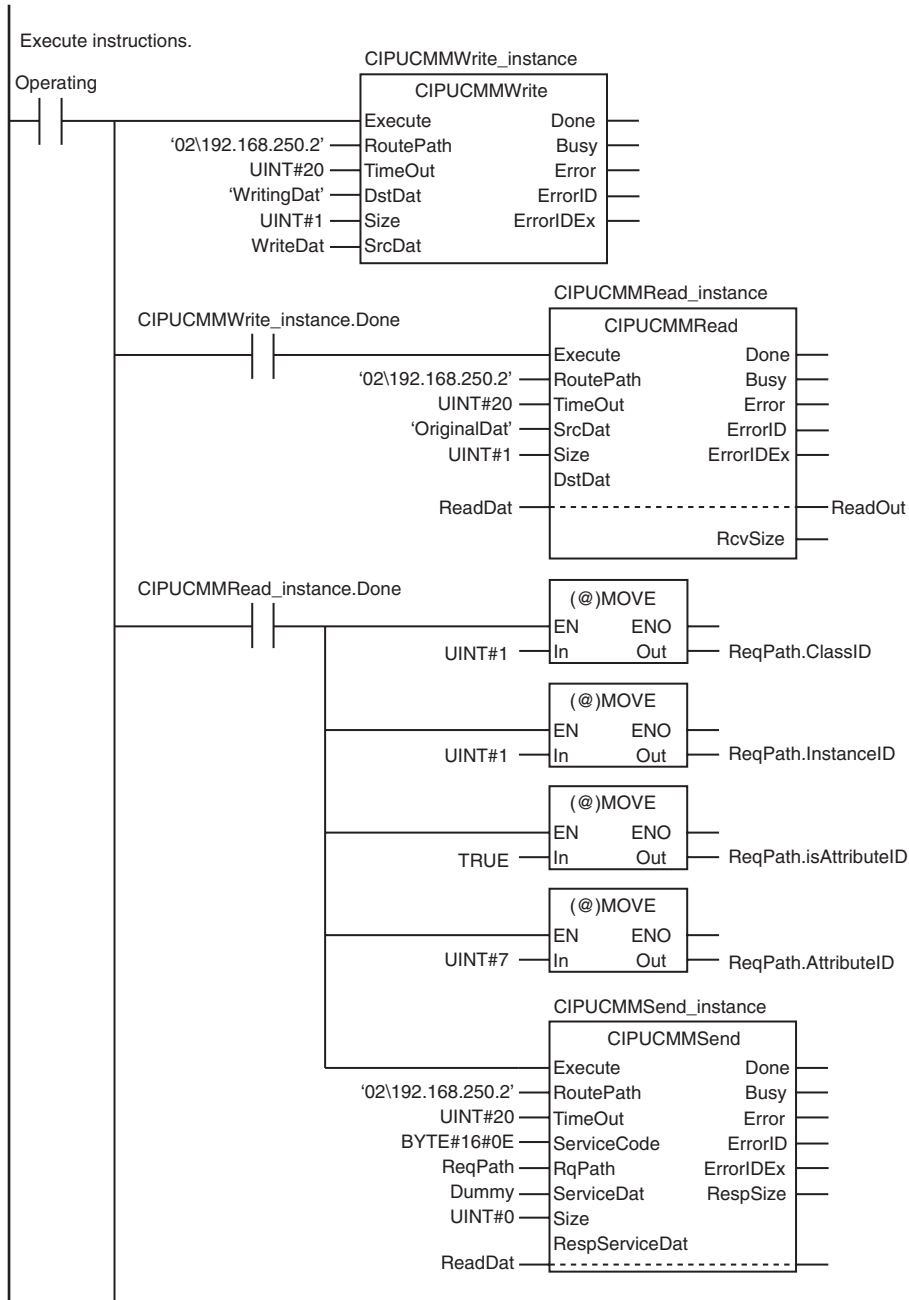 Execute instructions.
Operating
CIPUCMMWrite_instance
CIPUCMMWrite
Execute Done
‘02\192.168.250.2’ RoutePath Busy
UINT#20 TimeOut Error
‘WritingDat’ DstDat ErrorID
UINT#1 Size ErrorIDEx
WriteDat SrcDat
CIPUCMMRead_instance
CIPUCMMWrite_instance.Done
CIPUCMMRead
Execute Done
‘02\192.168.250.2’ RoutePath Busy
UINT#20 TimeOut Error
‘OriginalDat’ SrcDat ErrorID
UINT#1 Size ErrorIDEx
DstDat
ReadDat ReadOut
RcvSize
CIPUCMMRead_instance.Done
(@)MOVE
EN ENO
UINT#1 In Out ReqPath.ClassID
(@)MOVE
EN ENO
UINT#1 In Out ReqPath.InstanceID
(@)MOVE
EN ENO
TRUE In Out ReqPath.isAttributeID
(@)MOVE
EN ENO
UINT#7 In Out ReqPath.AttributeID
CIPUCMMSend_instance
CIPUCMMSend
Execute Done
‘02\192.168.250.2’ RoutePath Busy
UINT#20 TimeOut Error
BYTE#16#0E ServiceCode ErrorID
ReqPath RqPath ErrorIDEx
Dummy ServiceDat RespSize
UINT#0 Size
RespServiceDat
ReadDat